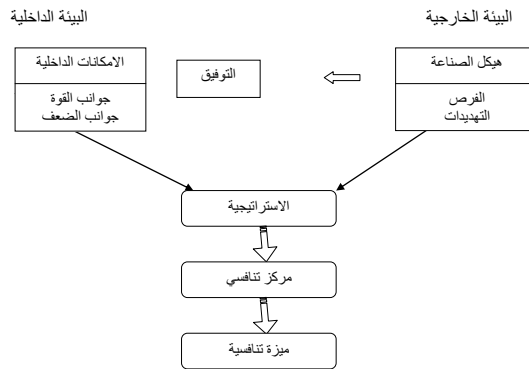 البيئة الخارجية
البيئة الداخلية
هيكل الصناعة
الفرص
التهديدات
التوفيق
الامكانات الداخلية
جوانب القوة
جوانب الضعف
الاستراتيجية
مركز تنافسي
ميزة تنافسية